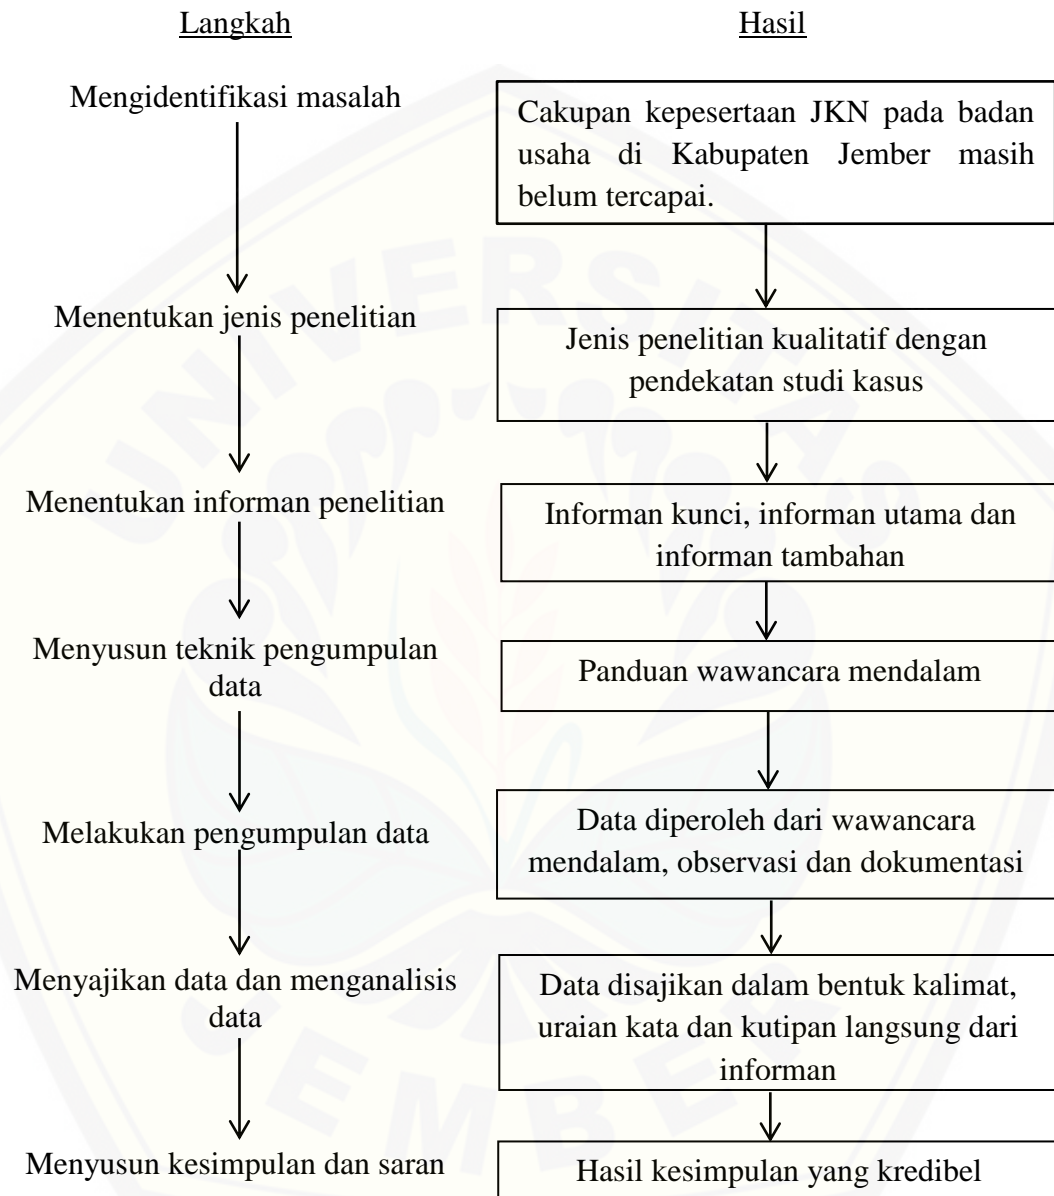 Langkah
Hasil
Mengidentifikasi masalah
Cakupan kepesertaan JKN pada badan
usaha di Kabupaten Jember masih
belum tercapai.
Menentukan jenis penelitian
Jenis penelitian kualitatif dengan
pendekatan studi kasus
Menentukan informan penelitian
Informan kunci, informan utama dan
informan tambahan
Menyusun teknik pengumpulan
data
Panduan wawancara mendalam
Melakukan pengumpulan data
Data diperoleh dari wawancara
mendalam, observasi dan dokumentasi
Menyajikan data dan menganalisis
data
Data disajikan dalam bentuk kalimat,
uraian kata dan kutipan langsung dari
informan
Menyusun kesimpulan dan saran
Hasil kesimpulan yang kredibel
UNIVERSITAS
JEMBER